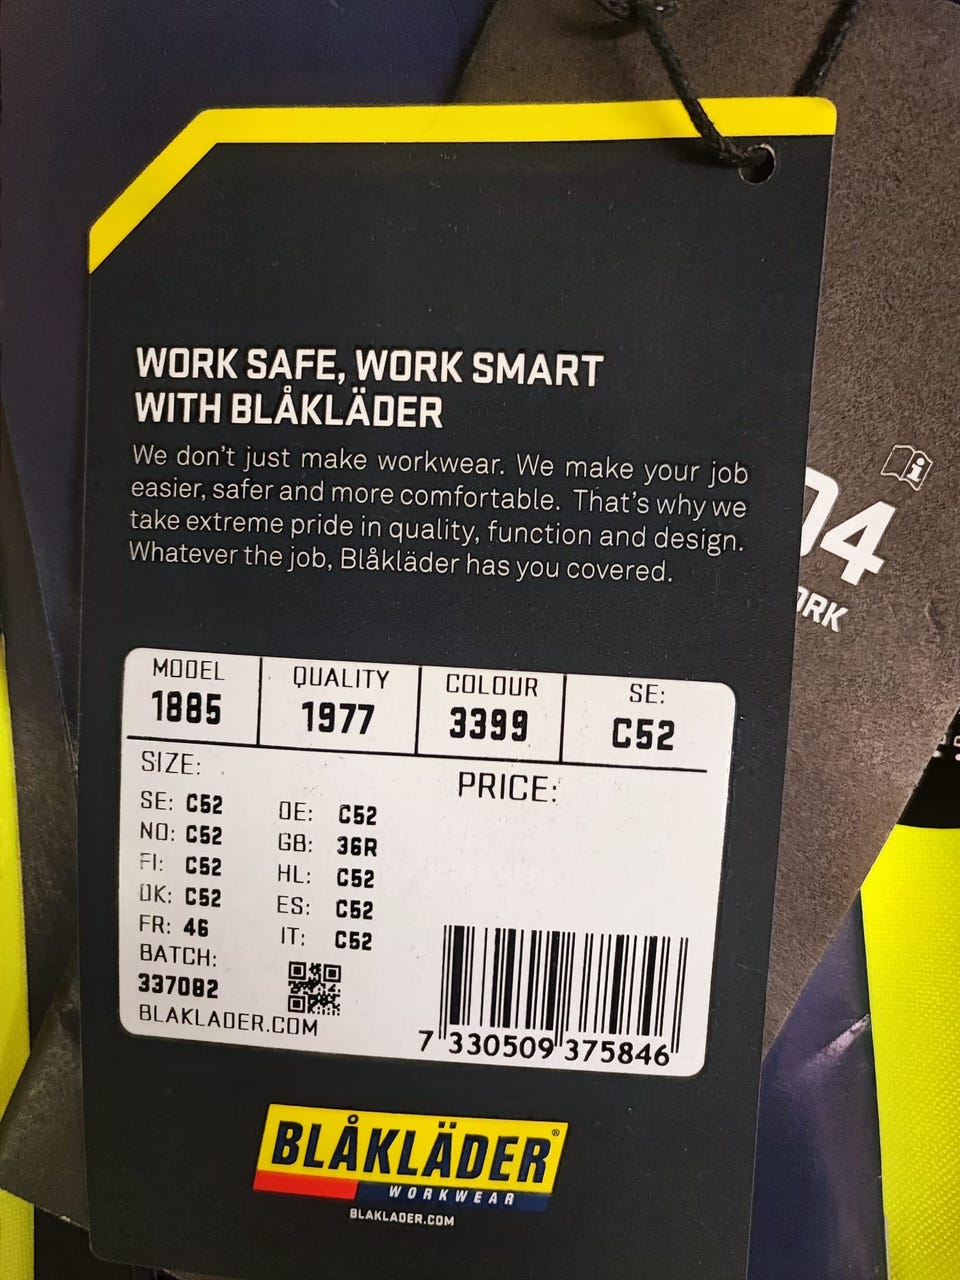 WORK SAFE, WORK SMART
WITH BLÅKLÄDER
We don't just make workwear. We make your job
easier, safer and more comfortable. That's why we
take extreme pride in quality, function and design.
Whatever the job, Blåkläder has you covered.
MODEL QUALITY COLOUR SE:
1885 1977 3399 C52
SIZE: PRICE:
SE: C52 DE: C52
NO: C52 GB: 36R
FI: C52 HL: C52
DK: C52 ES: C52
FR: 46 IT: C52
BATCH:
337082
BLAKLADER.COM
7 330509 375846
BLÅKLÄDER®
WORKWEAR
BLAKLADER.COM
04
ORK